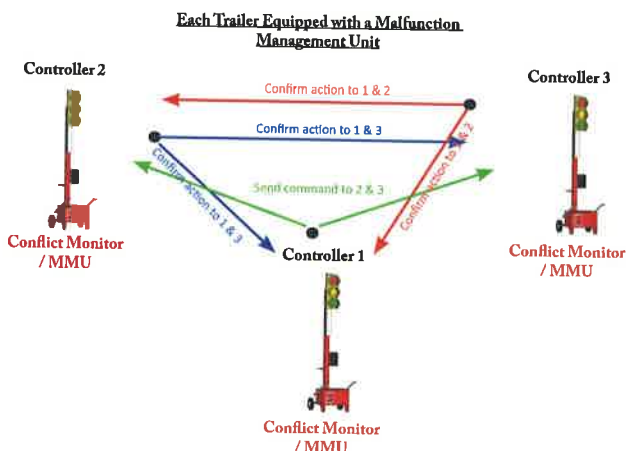 Each Trailer Equipped with a Malfunction
Management Unit
Controller 2
Controller 3
Confirm action to 1 & 2
Confirm action to 1 & 3
Confirm action to 1 & 2
Confirm action to 1 & 3
Send command to 2 & 3
Controller 1
Conflict Monitor
/ MMU
Conflict Monitor
/ MMU
Conflict Monitor
/ MMU